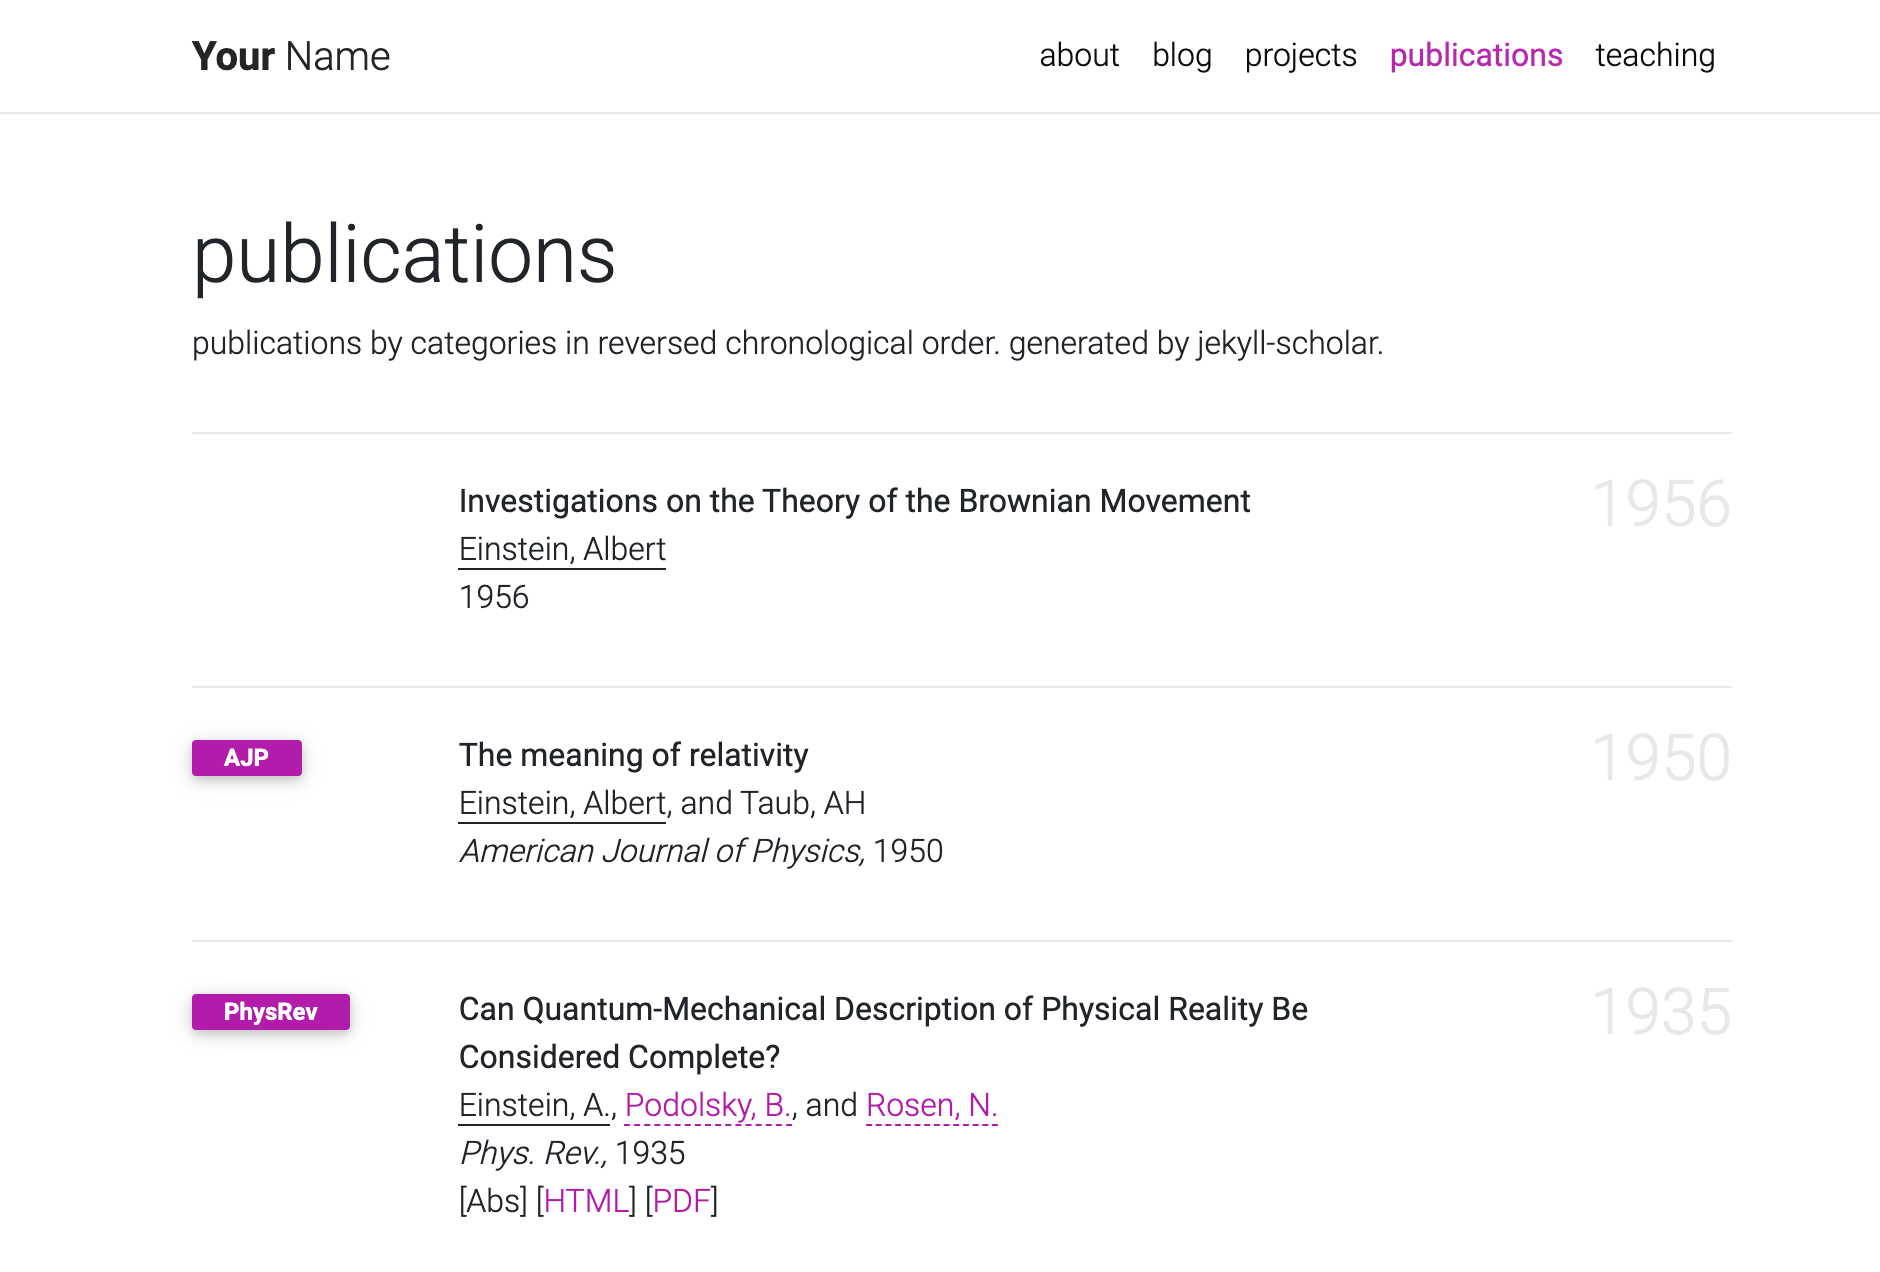 Your Name about blog projects publications teaching
publications
publications by categories in reversed chronological order. generated by jekyll-scholar.
Investigations on the Theory of the Brownian Movement 1956
Einstein, Albert
1956
AJP The meaning of relativity 1950
Einstein, Albert, and Taub, AH
American Journal of Physics, 1950
PhysRev Can Quantum-Mechanical Description of Physical Reality Be 1935
Considered Complete?
Einstein, A., Podolsky, B., and Rosen, N.
Phys. Rev., 1935
[Abs] [HTML] [PDF]